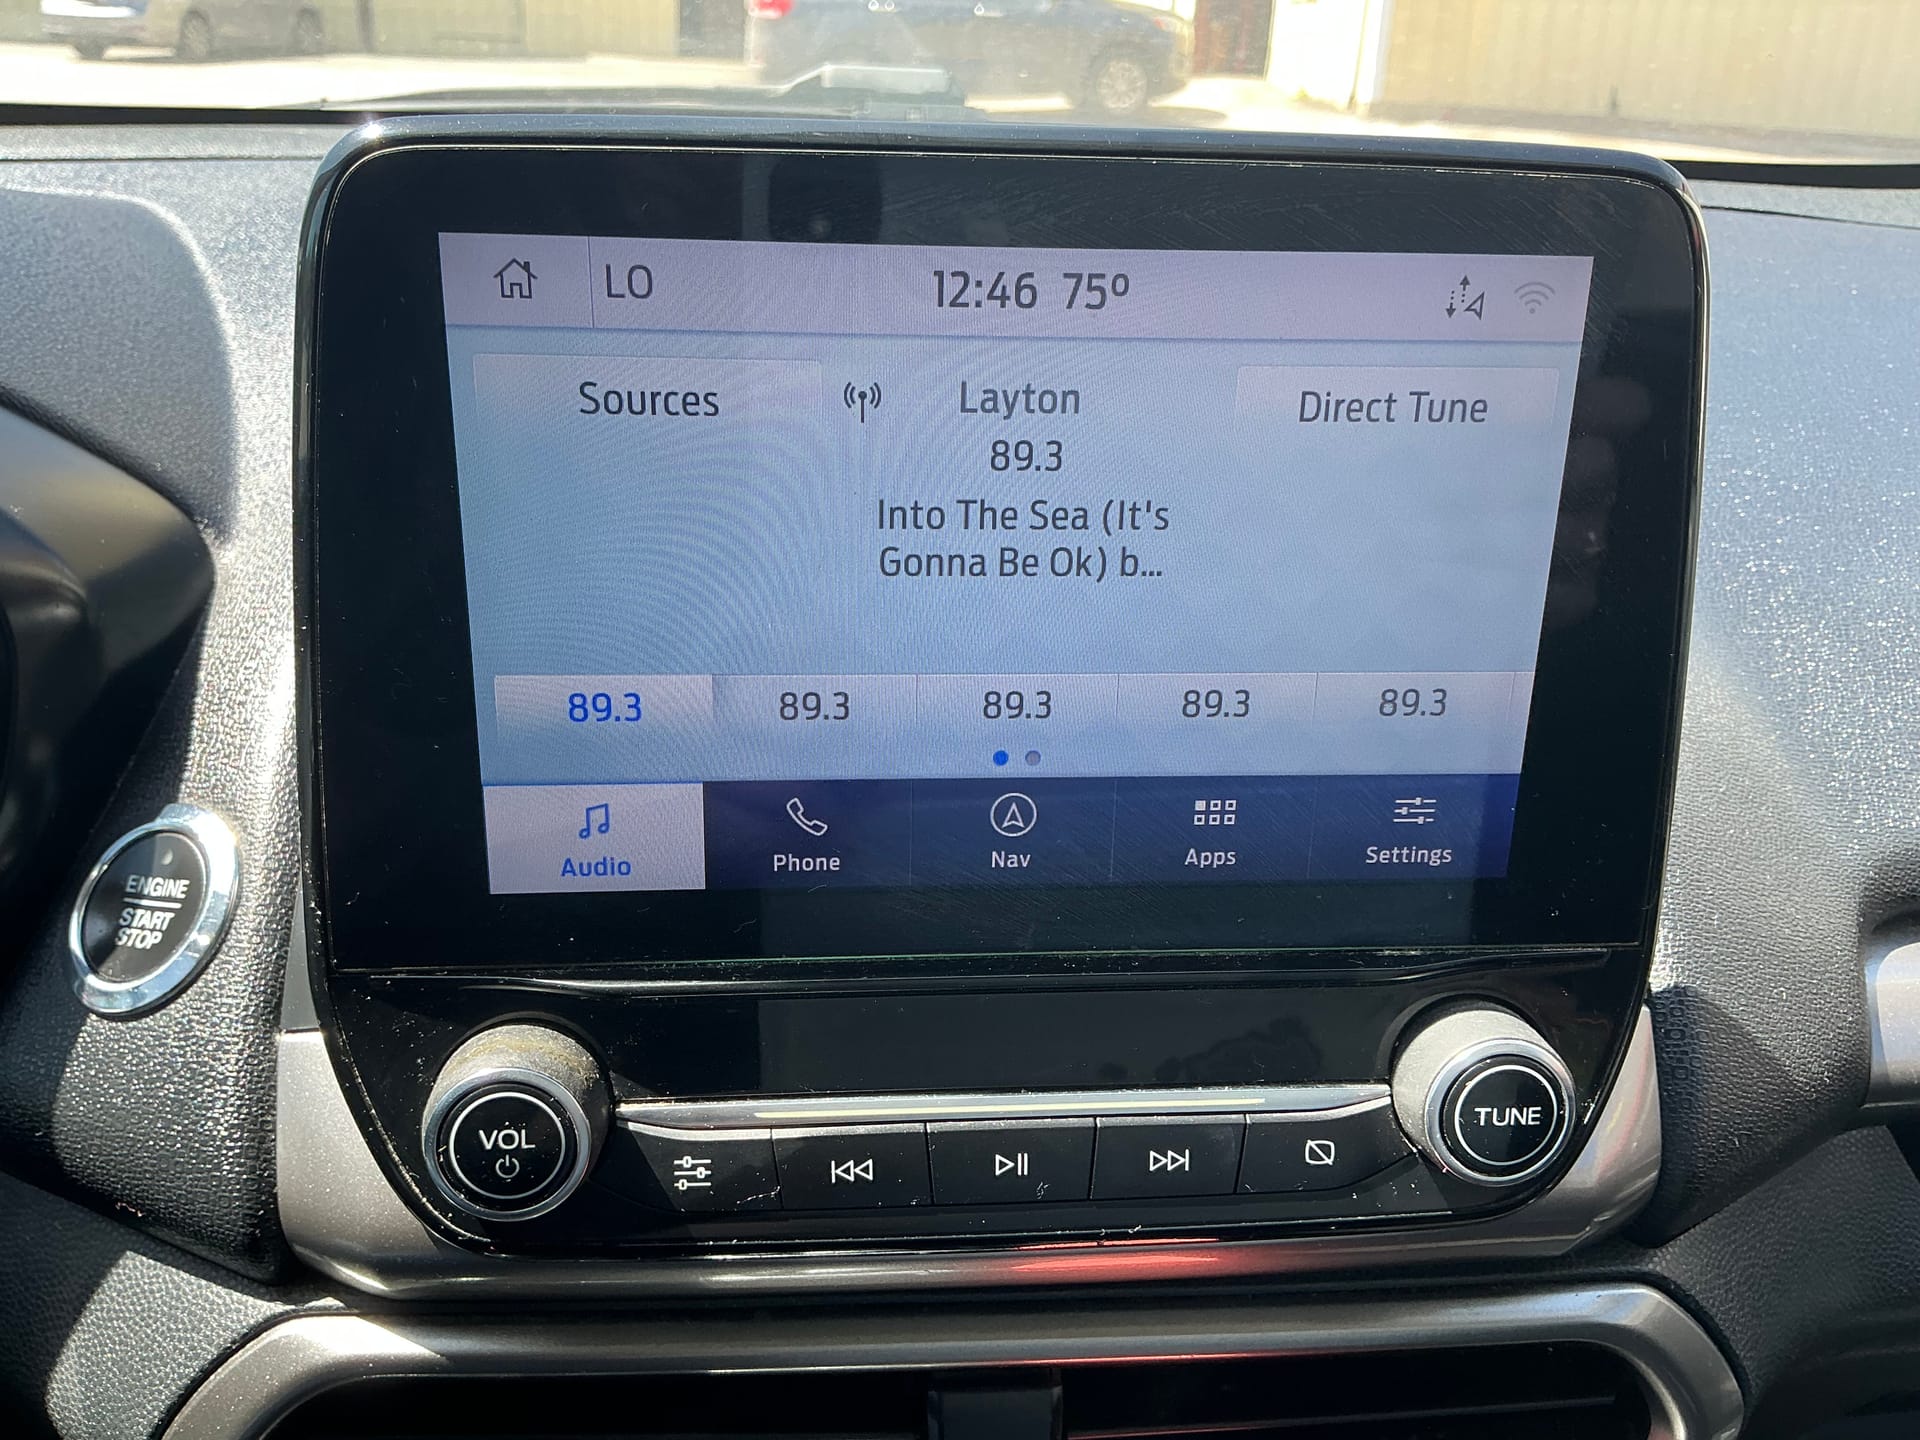 LO
12:46 75º
Sources
Layton
Direct Tune
89.3
Into The Sea (It's
Gonna Be Ok) b...
89.3 89.3 89.3 89.3 89.3
Audio
Phone
Nav
Apps
Settings
ENGINE
START
STOP
VOL
TUNE